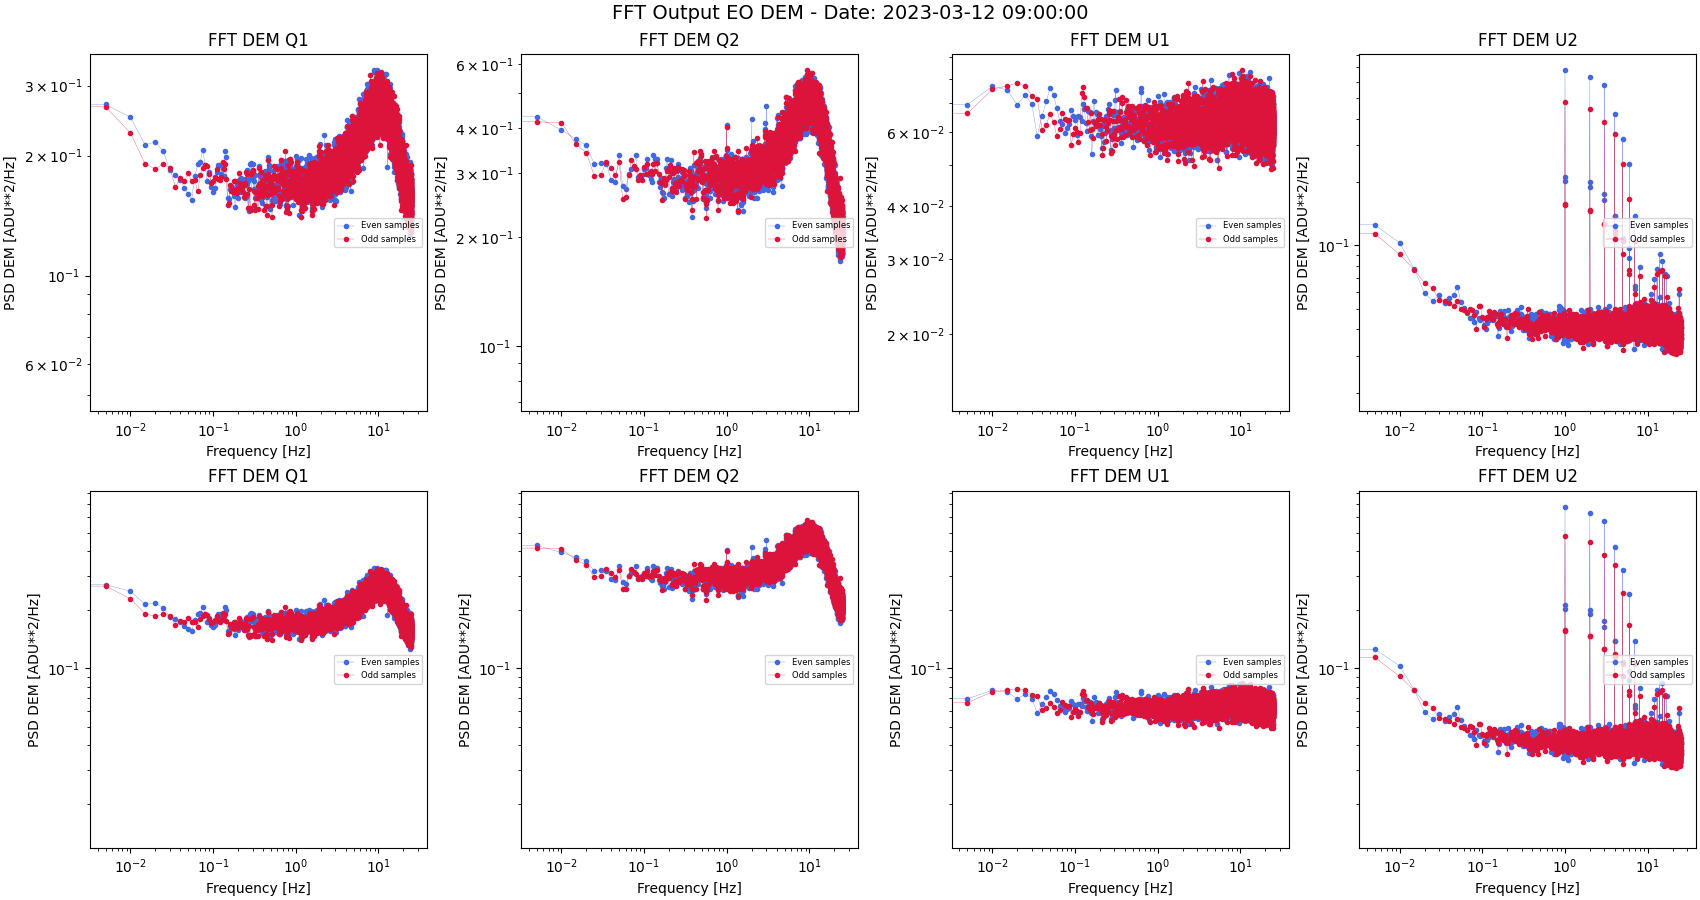 FFT Output EO DEM - Date: 2023-03-12 09:00:00
FFT DEM Q1
PSD DEM [ADU**2/Hz]
3 × 10⁻¹
2 × 10⁻¹
10⁻¹
6 × 10⁻²
Even samples
Odd samples
10⁻² 10⁻¹ 10⁰ 10¹
Frequency [Hz]
FFT DEM Q2
PSD DEM [ADU**2/Hz]
6 × 10⁻¹
4 × 10⁻¹
3 × 10⁻¹
2 × 10⁻¹
10⁻¹
Even samples
Odd samples
10⁻² 10⁻¹ 10⁰ 10¹
Frequency [Hz]
FFT DEM U1
PSD DEM [ADU**2/Hz]
6 × 10⁻²
4 × 10⁻²
3 × 10⁻²
2 × 10⁻²
Even samples
Odd samples
10⁻² 10⁻¹ 10⁰ 10¹
Frequency [Hz]
FFT DEM U2
PSD DEM [ADU**2/Hz]
10⁻¹
Even samples
Odd samples
10⁻² 10⁻¹ 10⁰ 10¹
Frequency [Hz]
FFT DEM Q1
PSD DEM [ADU**2/Hz]
10⁻¹
Even samples
Odd samples
10⁻² 10⁻¹ 10⁰ 10¹
Frequency [Hz]
FFT DEM Q2
PSD DEM [ADU**2/Hz]
10⁻¹
Even samples
Odd samples
10⁻² 10⁻¹ 10⁰ 10¹
Frequency [Hz]
FFT DEM U1
PSD DEM [ADU**2/Hz]
10⁻¹
Even samples
Odd samples
10⁻² 10⁻¹ 10⁰ 10¹
Frequency [Hz]
FFT DEM U2
PSD DEM [ADU**2/Hz]
10⁻¹
Even samples
Odd samples
10⁻² 10⁻¹ 10⁰ 10¹
Frequency [Hz]